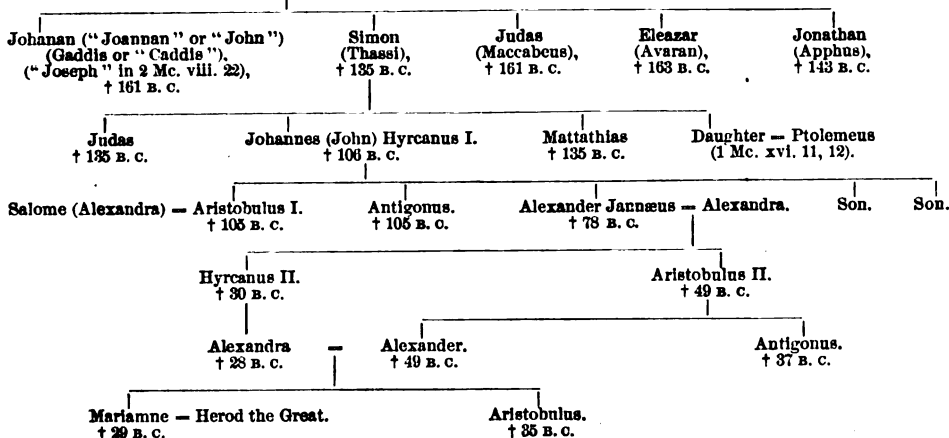 Johanan ("Joannan" or "John") Simon Judas Eleazar Jonathan
(Gaddis or "Caddis"). (Thassi), (Maccabeus), (Avaran), (Apphus),
("Joseph" in 2 Mc. viii. 22), † 135 B. C. † 161 B. C. † 163 B. C. † 143 B. C.
† 161 B. C.
Judas Johannes (John) Hyrcanus I. Mattathias Daughter = Ptolemeus
† 135 B. C. † 106 B. C. † 135 B. C. (1 Mc. xvi. 11, 12).
Salome (Alexandra) = Aristobulus I. Antigonus. Alexander Jannæus = Alexandra. Son. Son.
† 105 B. C. † 105 B. C. † 78 B. C.
Hyrcanus II. Aristobulus II.
† 30 B. C. † 49 B. C.
Alexandra = Alexander. Antigonus.
† 28 B. C. † 49 B. C. † 37 B. C.
Mariamne = Herod the Great. Aristobulus.
† 29 B. C. † 35 B. C.